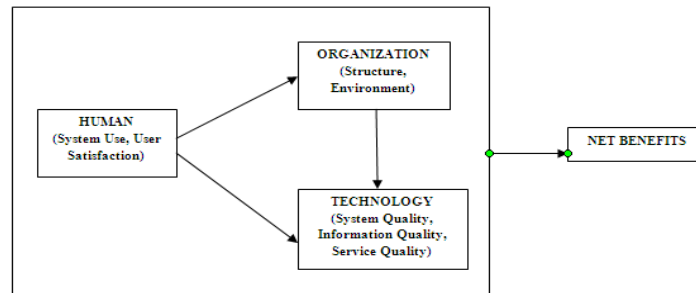 ORGANIZATION
(Structure,
Environment)
HUMAN
(System Use, User
Satisfaction)
NET BENEFITS
TECHNOLOGY
(System Quality,
Information Quality,
Service Quality)